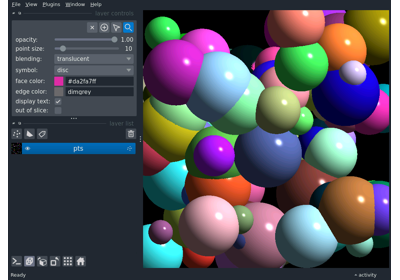 File View Plugins Window Help
layer controls
opacity: 1.00
point size: 10
blending: translucent
symbol: disc
face color: #da2fa7ff
edge color: dimgrey
display text:
out of slice:
layer list
pts
Ready
activity